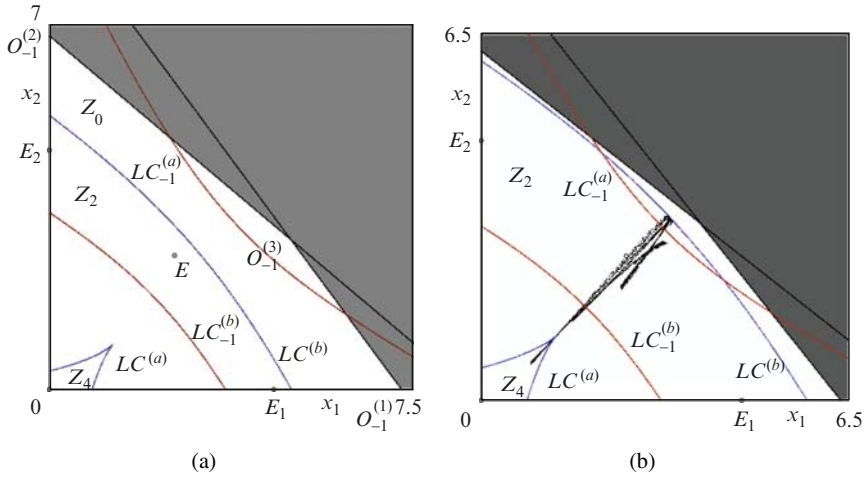 7
O_{-1}^{(2)}
x_2
Z_0
E_2
LC_{-1}^{(a)}
Z_2
O_{-1}^{(3)}
E
LC_{-1}^{(b)}
LC^{(a)}
LC^{(b)}
Z_4
0
E_1
x_1
7.5
O_{-1}^{(1)}
(a)
6.5
x_2
E_2
Z_2
LC_{-1}^{(a)}
LC_{-1}^{(b)}
Z_4
LC^{(a)}
LC^{(b)}
0
E_1
x_1
6.5
(b)